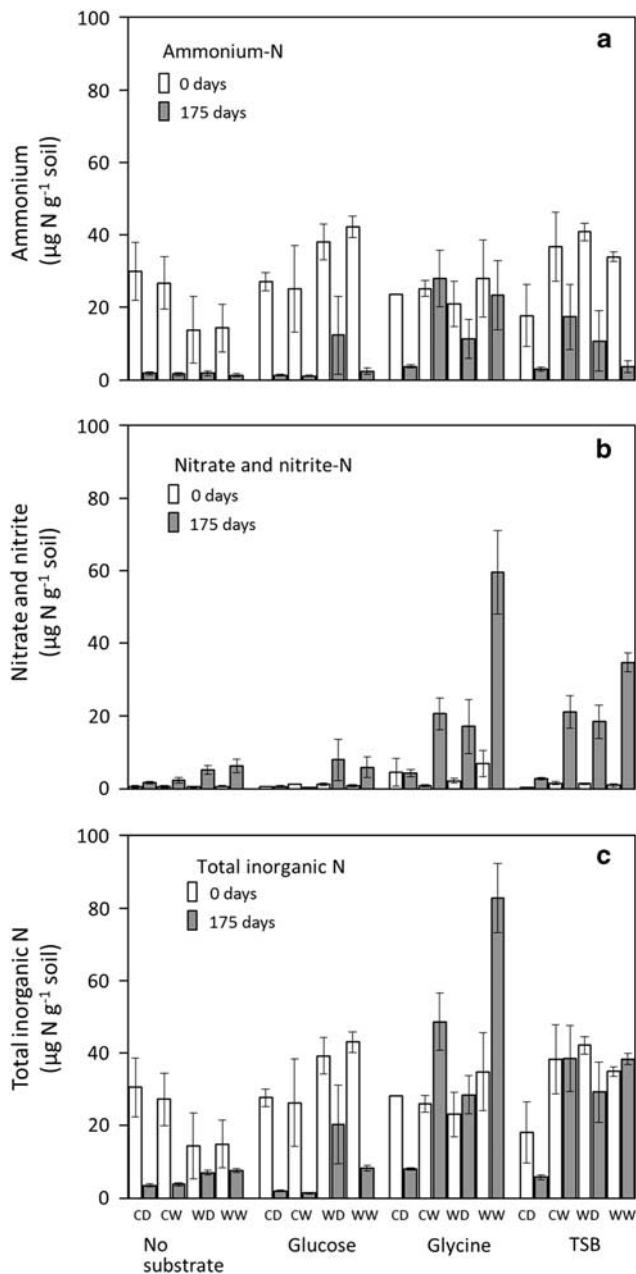 a
Ammonium-N
0 days
175 days
100
80
60
40
20
0
Ammonium
(µg N g⁻¹ soil)
b
Nitrate and nitrite-N
0 days
175 days
100
80
60
40
20
0
Nitrate and nitrite
(µg N g⁻¹ soil)
c
Total inorganic N
0 days
175 days
100
80
60
40
20
0
Total inorganic N
(µg N g⁻¹ soil)
CD CW WD WW CD CW WD WW CD CW WD WW CD CW WD WW
No substrate Glucose Glycine TSB